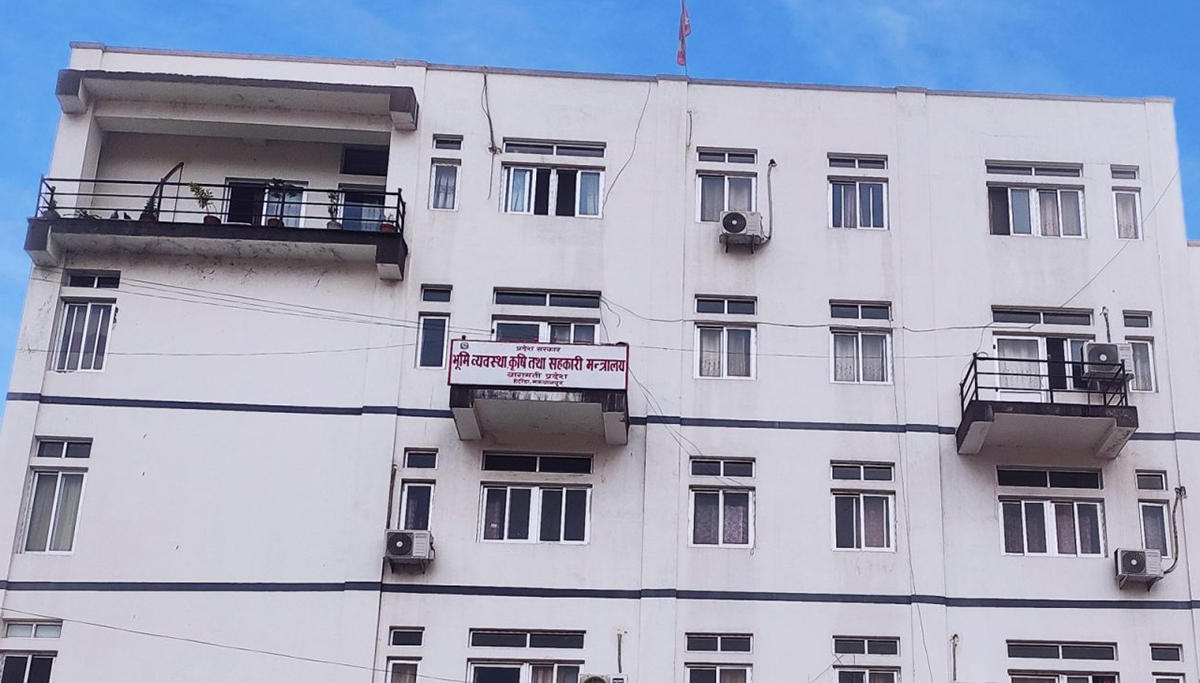 प्रदेश सरकार
भूमि व्यवस्था,कृषि तथा सहकारी मन्त्रालय
बागमती प्रदेश
हेटौंडा, मकवानपुर